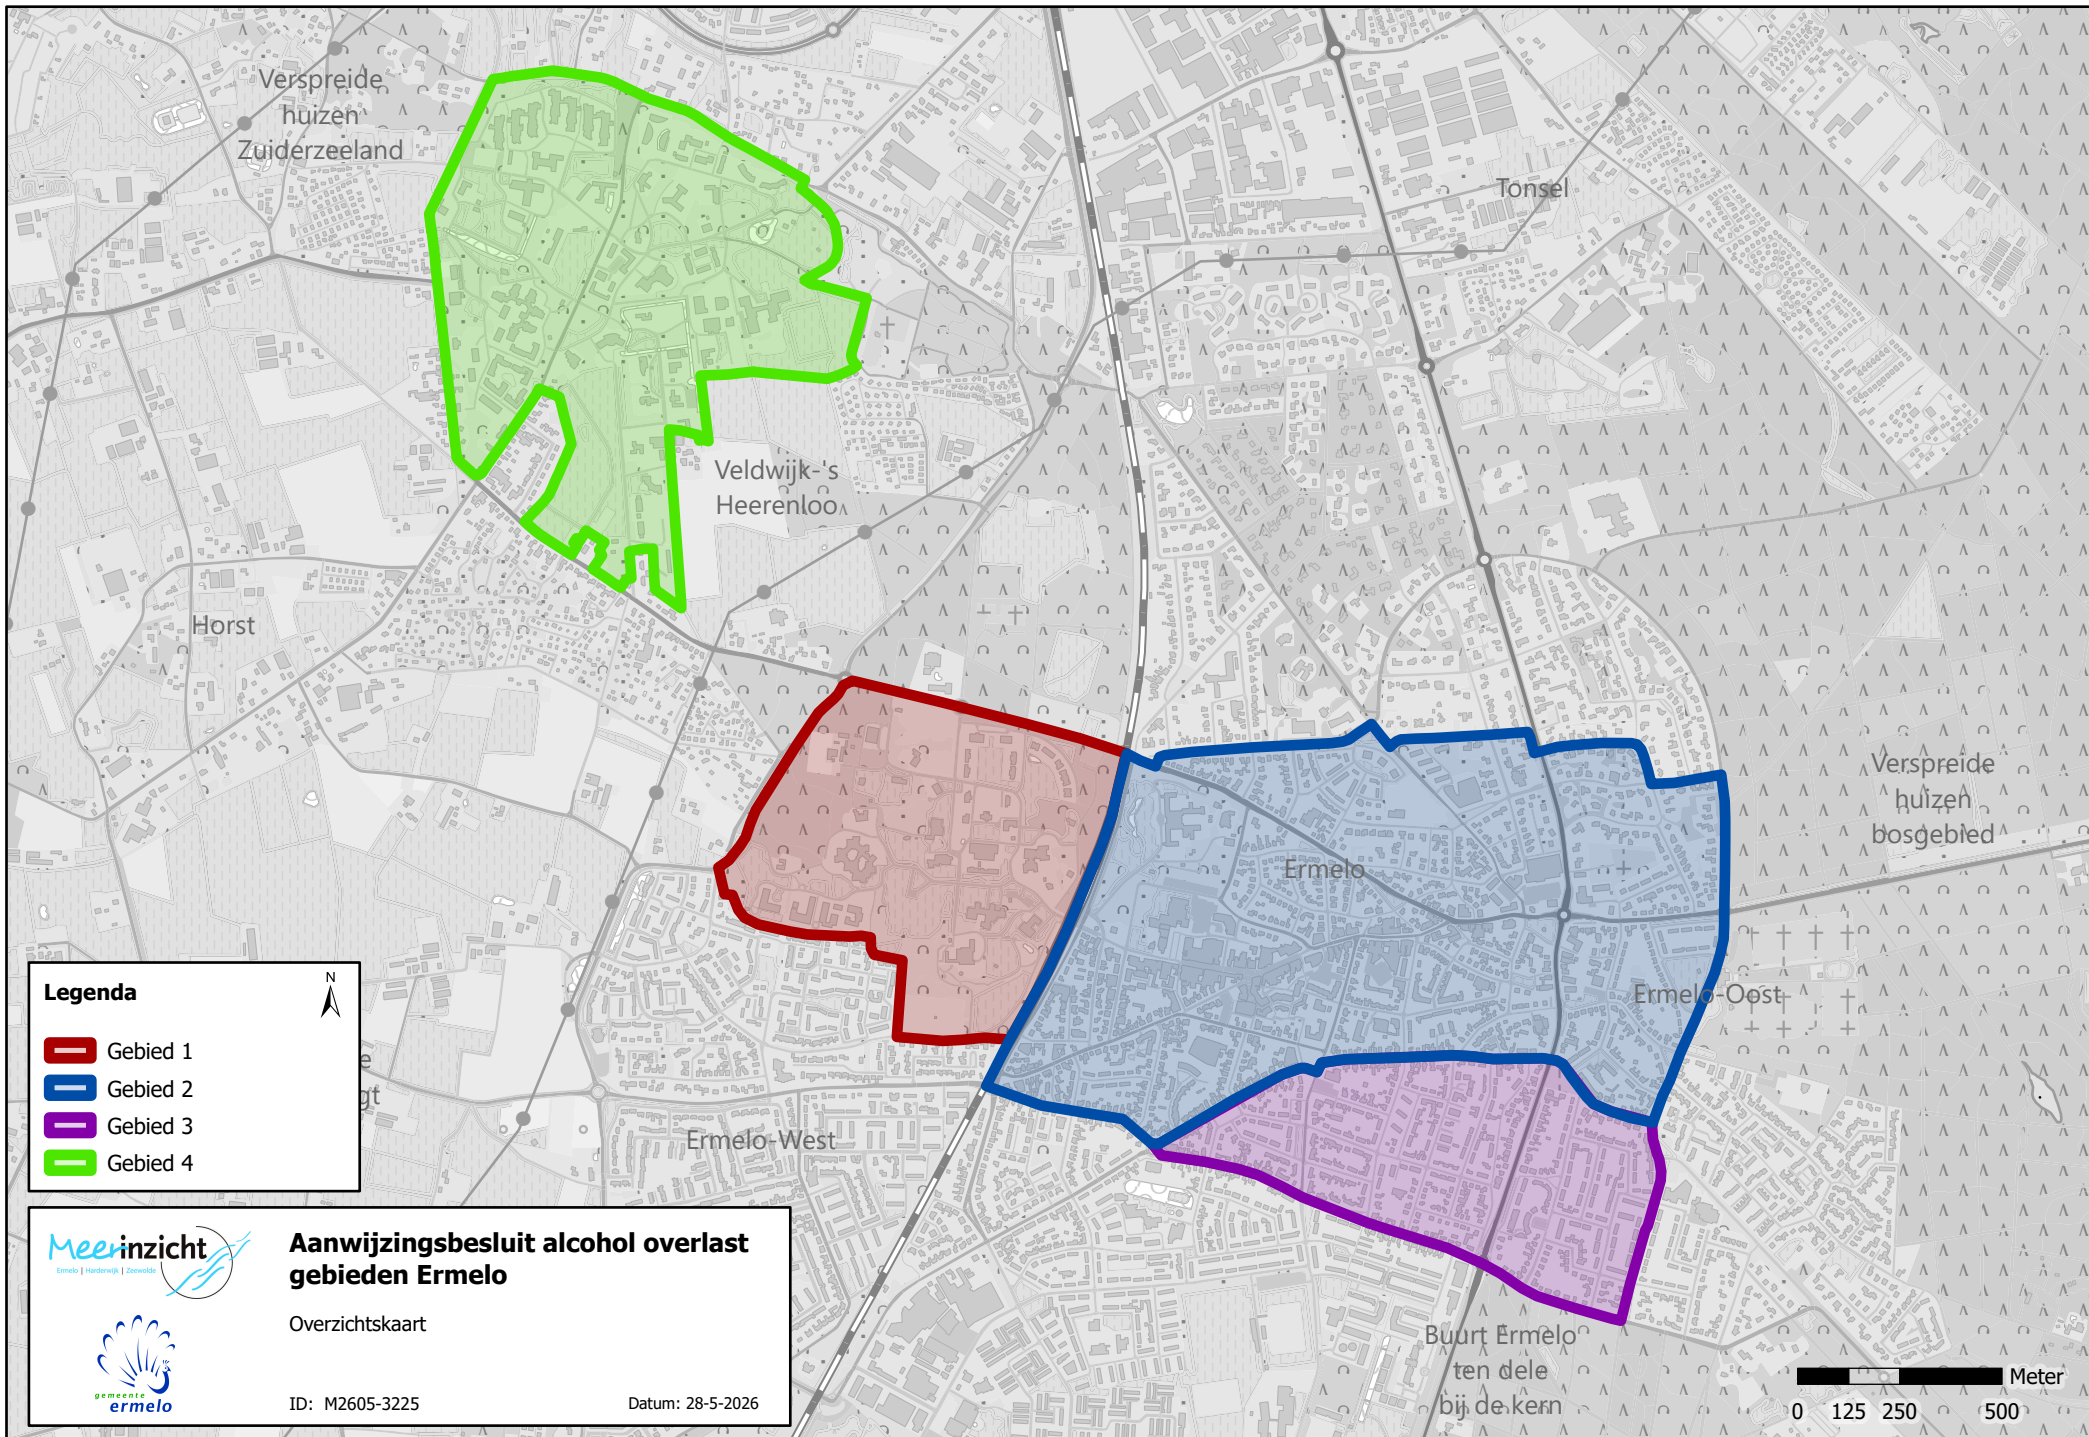 Verspreide
huizen
Zuiderzeeland
Tonsel
Veldwijk-'s
Heerenloo
Horst
Verspreide
huizen
bosgebied
Ermelo
Ermelo-Oost
Ermelo-West
Buurt Ermelo
ten dele
bij de kern
e
gt
Legenda
N
Gebied 1
Gebied 2
Gebied 3
Gebied 4
Meerinzicht
Ermelo | Harderwijk | Zeewolde
gemeente
ermelo
Aanwijzingsbesluit alcohol overlast
gebieden Ermelo
Overzichtskaart
ID: M2605-3225
Datum: 28-5-2026
Meter
0 125 250 500